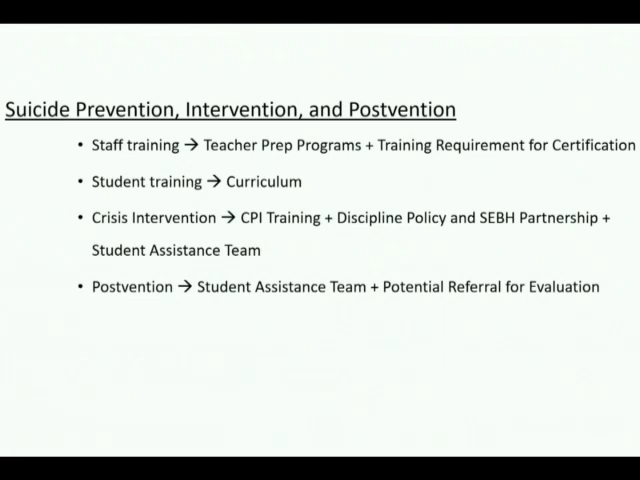 Suicide Prevention, Intervention, and Postvention
• Staff training → Teacher Prep Programs + Training Requirement for Certification
• Student training → Curriculum
• Crisis Intervention → CPI Training + Discipline Policy and SEBH Partnership +
Student Assistance Team
• Postvention → Student Assistance Team + Potential Referral for Evaluation